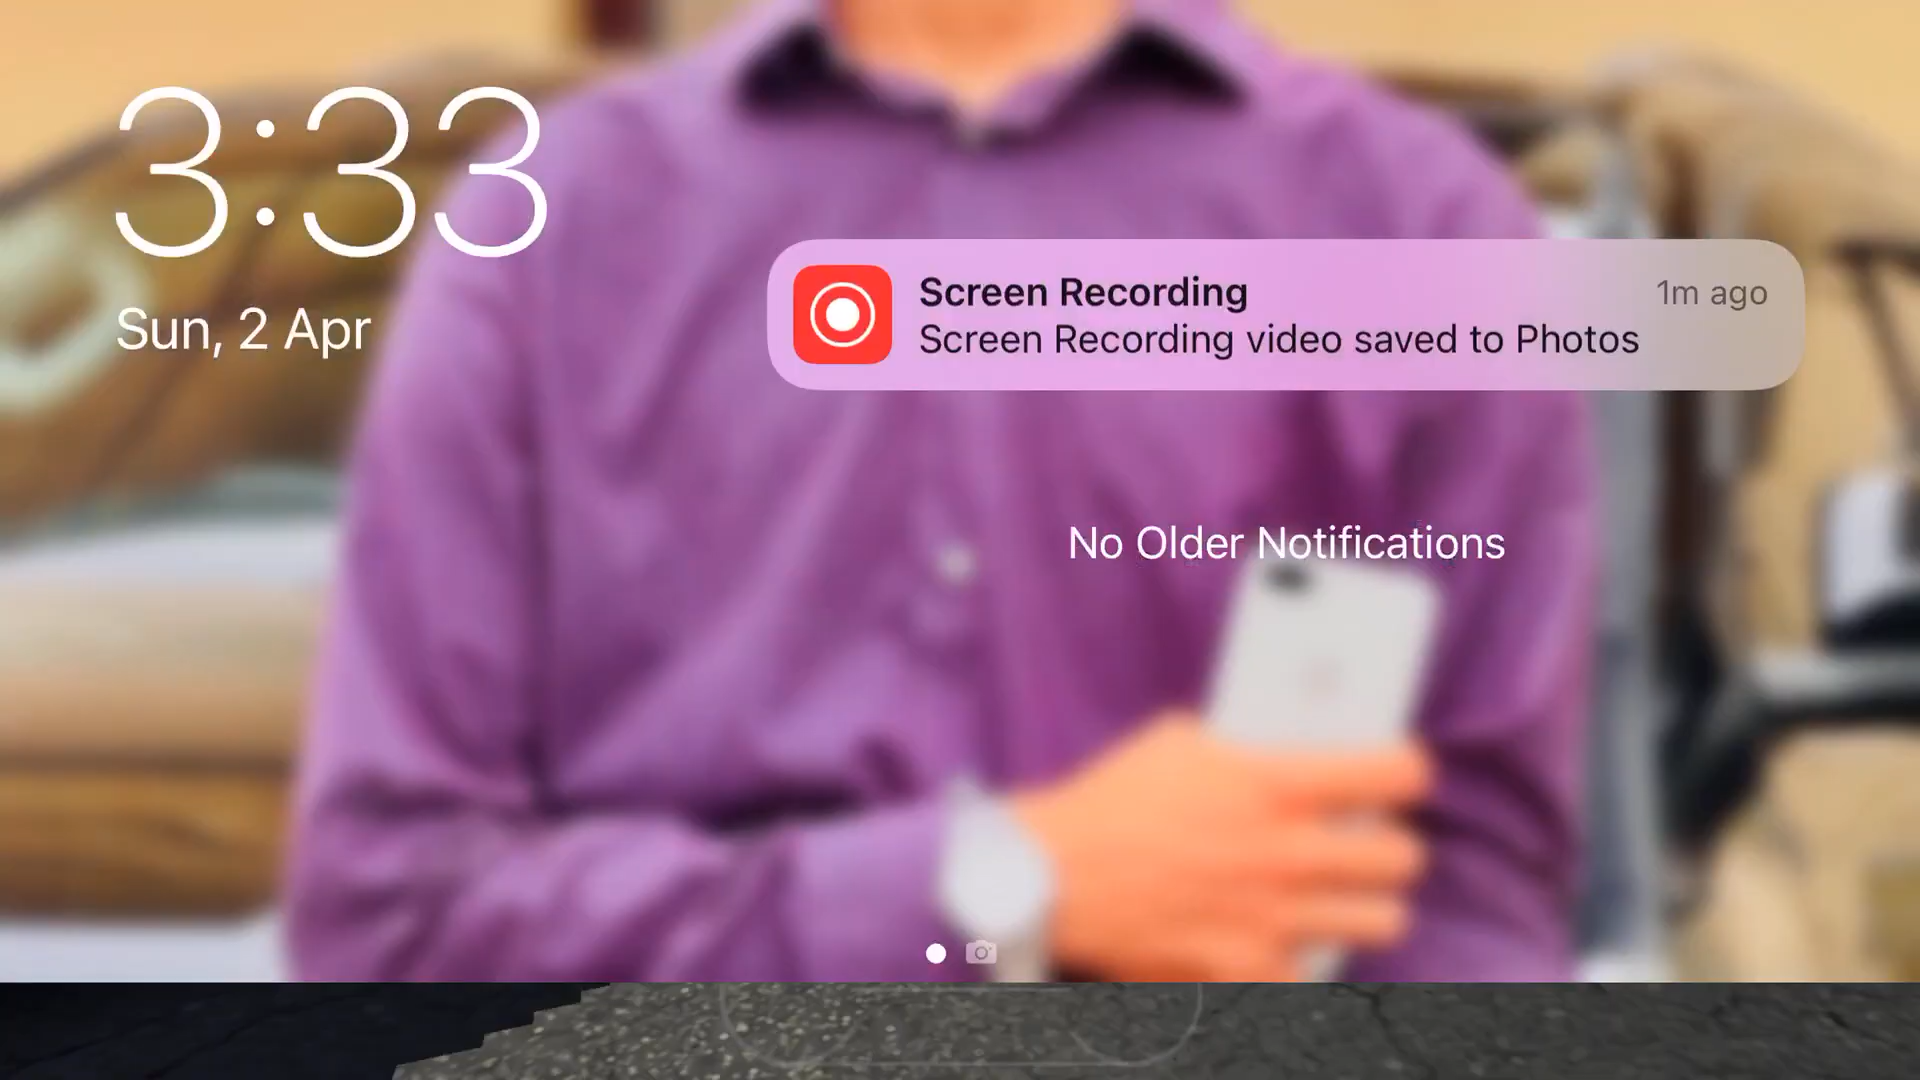 3:33
Sun, 2 Apr
Screen Recording
1m ago
Screen Recording video saved to Photos
No Older Notifications